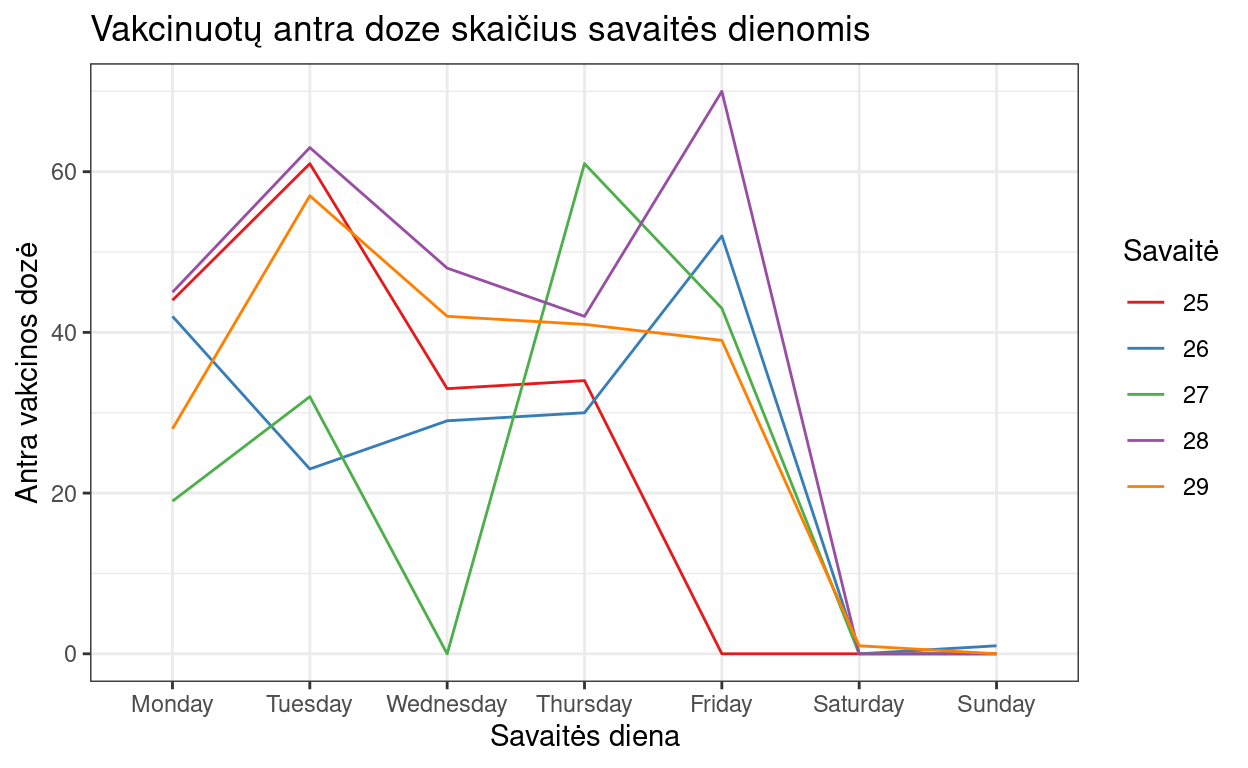 Vakcinuotų antra doze skaičius savaitės dienomis
Antra vakcinos dozė
60
40
20
0
Monday Tuesday Wednesday Thursday Friday Saturday Sunday
Savaitės diena
Savaitė
25
26
27
28
29